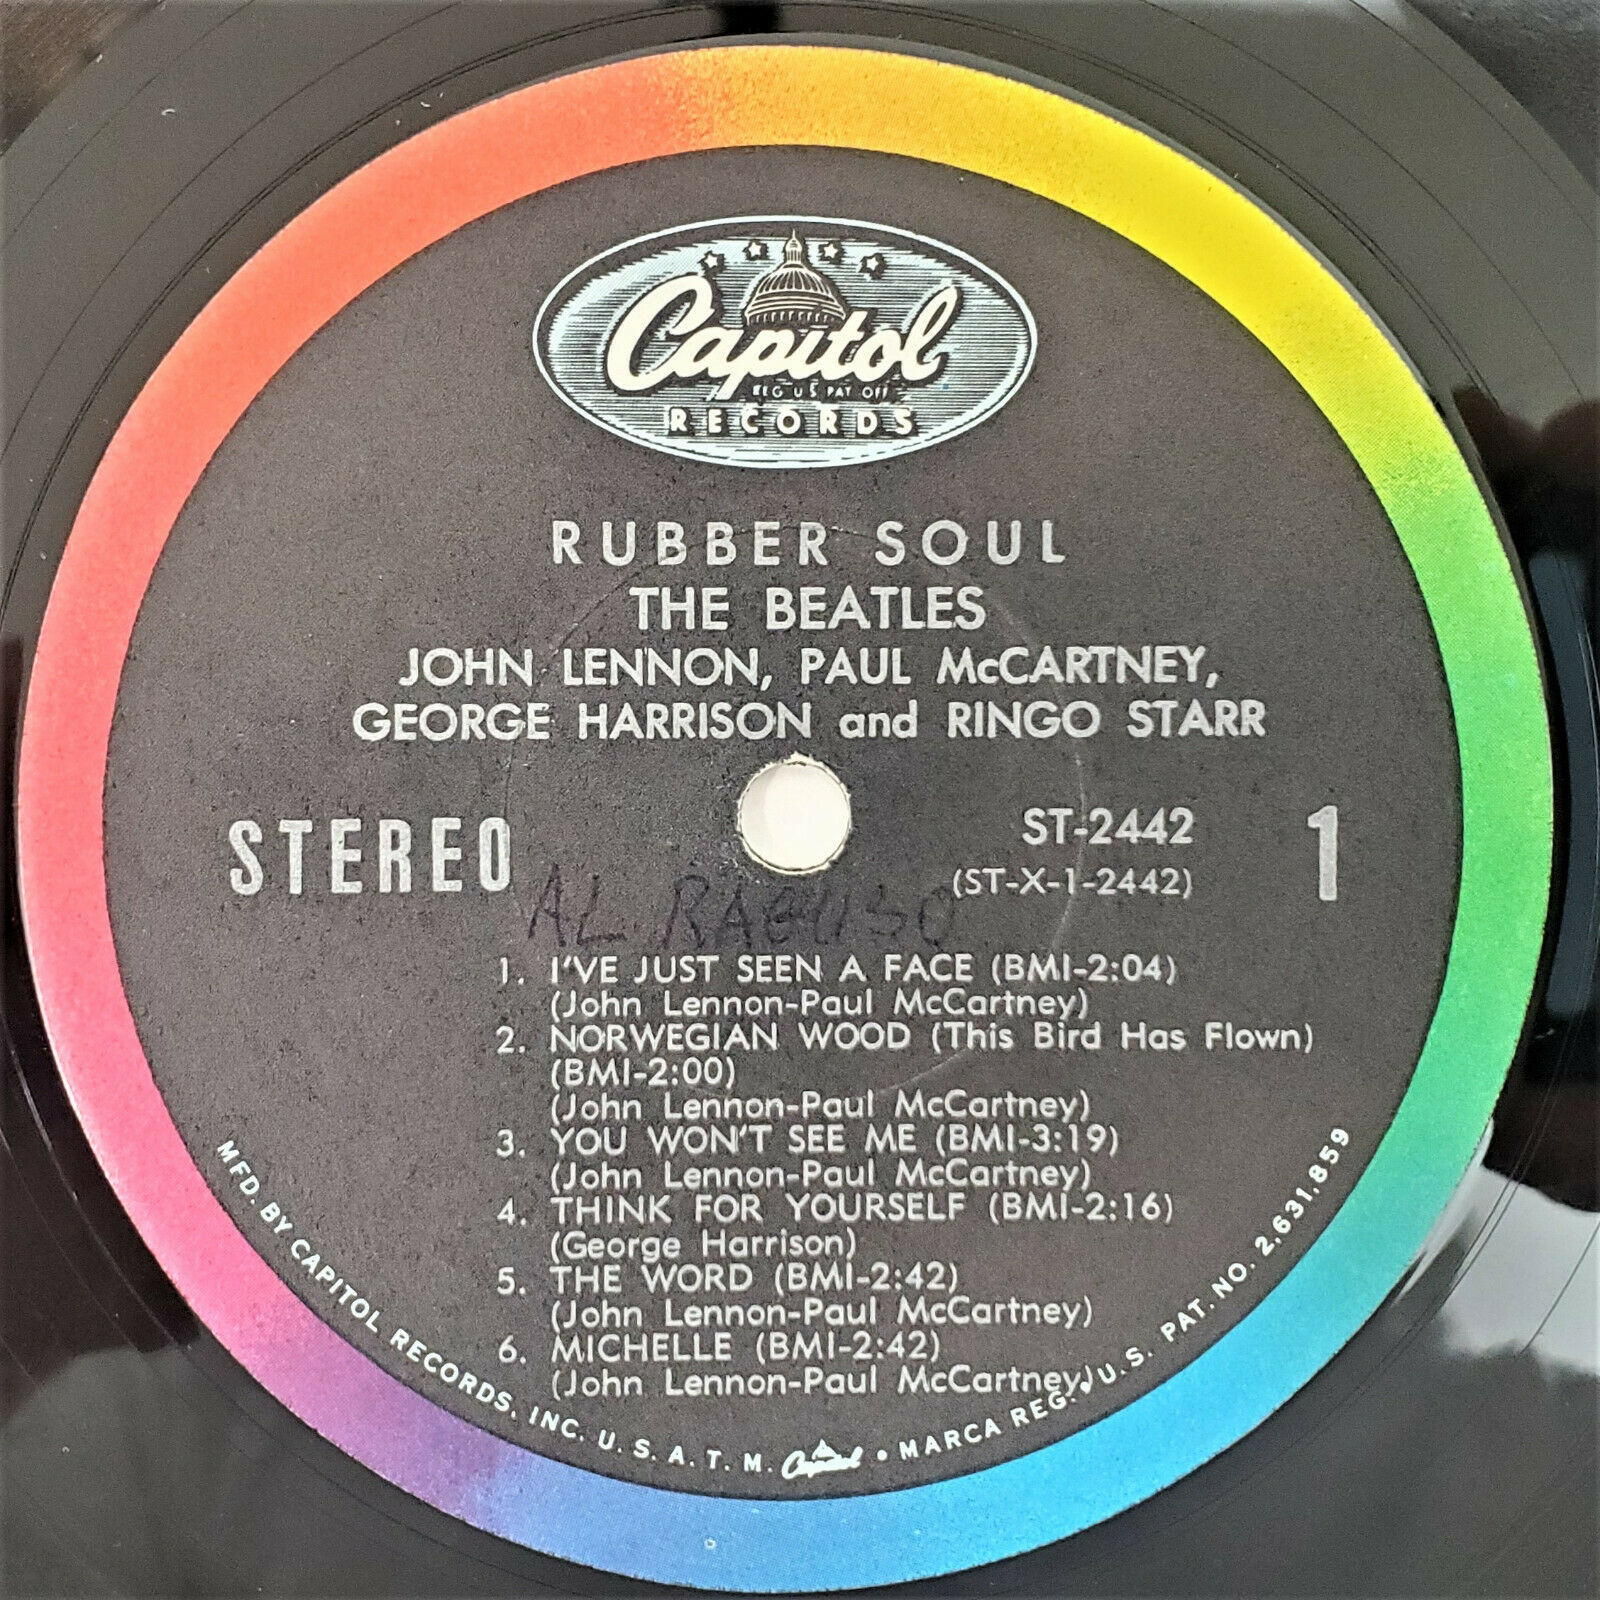 Capitol
REG US PAT OFF
RECORDS
RUBBER SOUL
THE BEATLES
JOHN LENNON, PAUL McCARTNEY,
GEORGE HARRISON and RINGO STARR
STEREO
ST-2442
1
(ST-X-1-2442)
AL RAGUSO
1. I'VE JUST SEEN A FACE (BMI-2:04)
(John Lennon-Paul McCartney)
2. NORWEGIAN WOOD (This Bird Has Flown)
(BMI-2:00)
(John Lennon-Paul McCartney)
3. YOU WON'T SEE ME (BMI-3:19)
(John Lennon-Paul McCartney)
4. THINK FOR YOURSELF (BMI-2:16)
(George Harrison)
5. THE WORD (BMI-2:42)
(John Lennon-Paul McCartney)
6. MICHELLE (BMI-2:42)
(John Lennon-Paul McCartney)
MFD. BY CAPITOL RECORDS, INC. U.S.A. T.M. Capitol • MARCA REG. • U.S. PAT. NO. 2,631,859